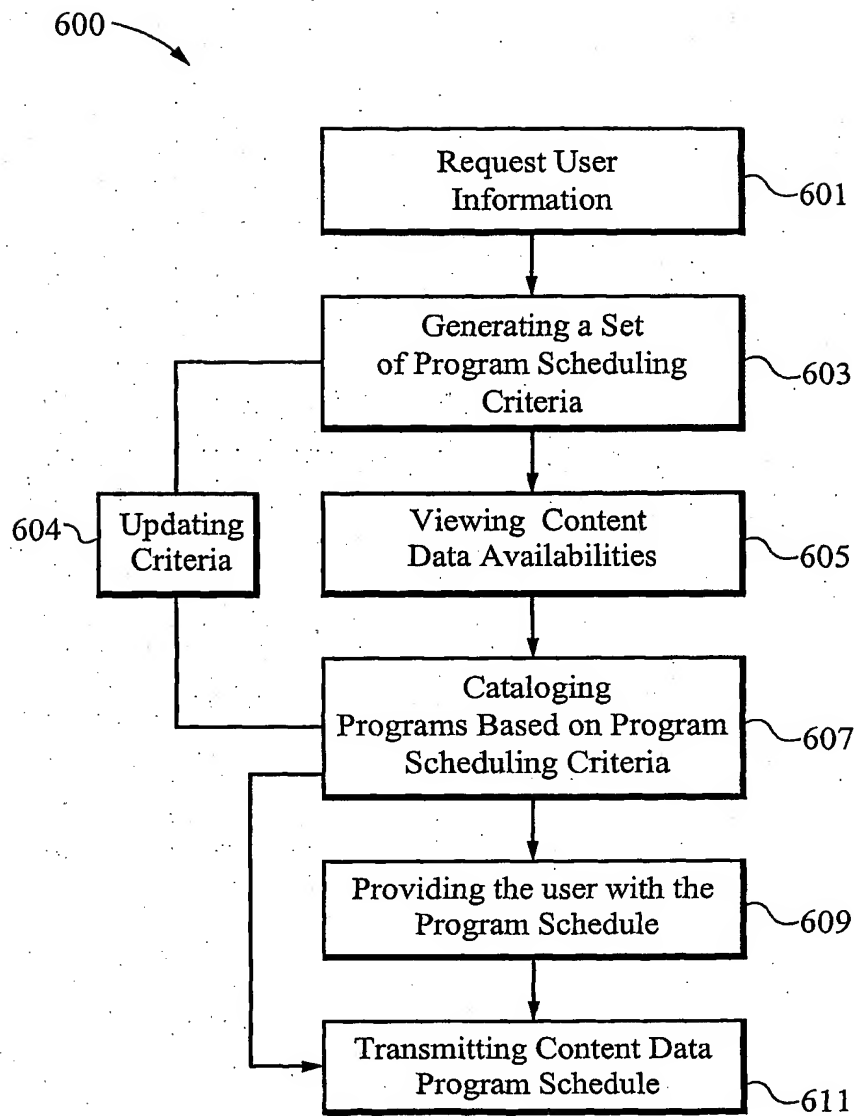 600
Request User
Information
601
Generating a Set
of Program Scheduling
Criteria
603
604
Updating
Criteria
Viewing Content
Data Availabilities
605
Cataloging
Programs Based on Program
Scheduling Criteria
607
Providing the user with the
Program Schedule
609
Transmitting Content Data
Program Schedule
611